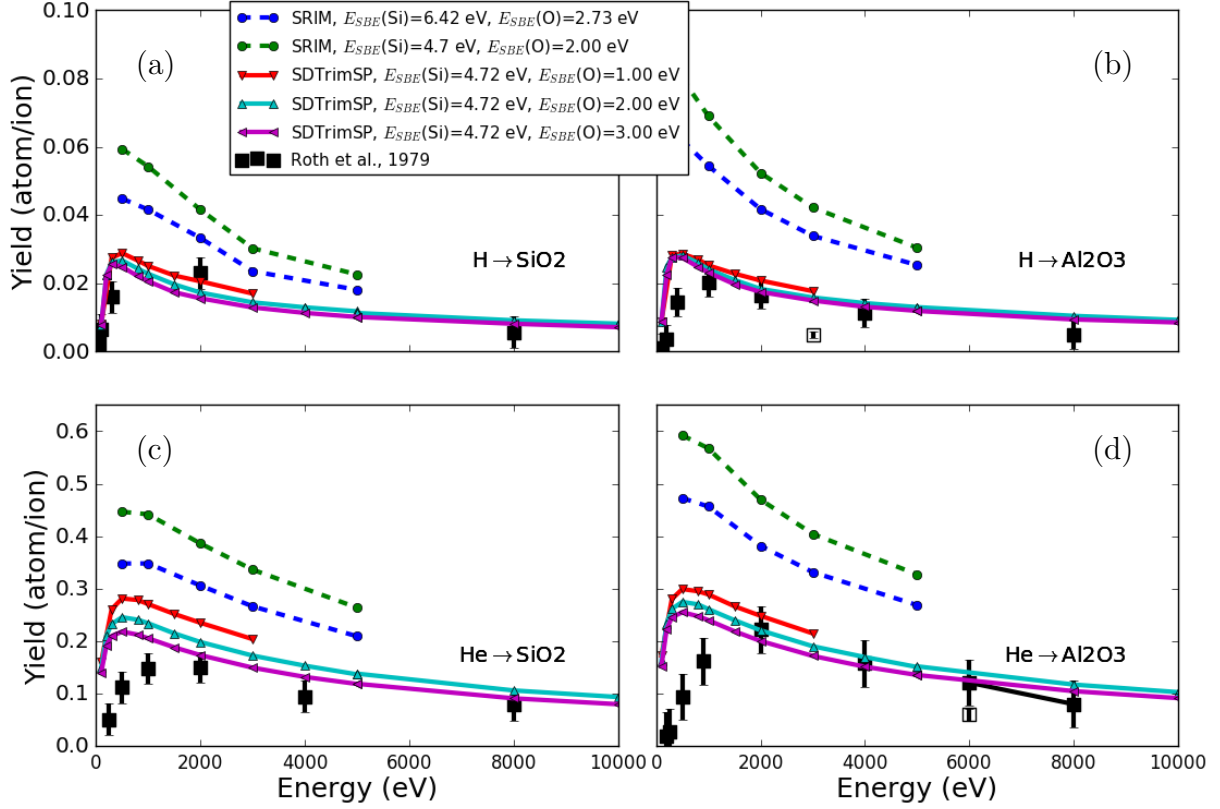 SRIM, E_SBE(Si)=6.42 eV, E_SBE(O)=2.73 eV
SRIM, E_SBE(Si)=4.7 eV, E_SBE(O)=2.00 eV
SDTrimSP, E_SBE(Si)=4.72 eV, E_SBE(O)=1.00 eV
SDTrimSP, E_SBE(Si)=4.72 eV, E_SBE(O)=2.00 eV
SDTrimSP, E_SBE(Si)=4.72 eV, E_SBE(O)=3.00 eV
Roth et al., 1979
(a)
Yield (atom/ion)
0.10
0.08
0.06
0.04
0.02
0.00
H→SiO2
(b)
H→Al2O3
(c)
Yield (atom/ion)
0.6
0.5
0.4
0.3
0.2
0.1
0.0
He→SiO2
0 2000 4000 6000 8000 10000
Energy (eV)
(d)
He→Al2O3
0 2000 4000 6000 8000 10000
Energy (eV)